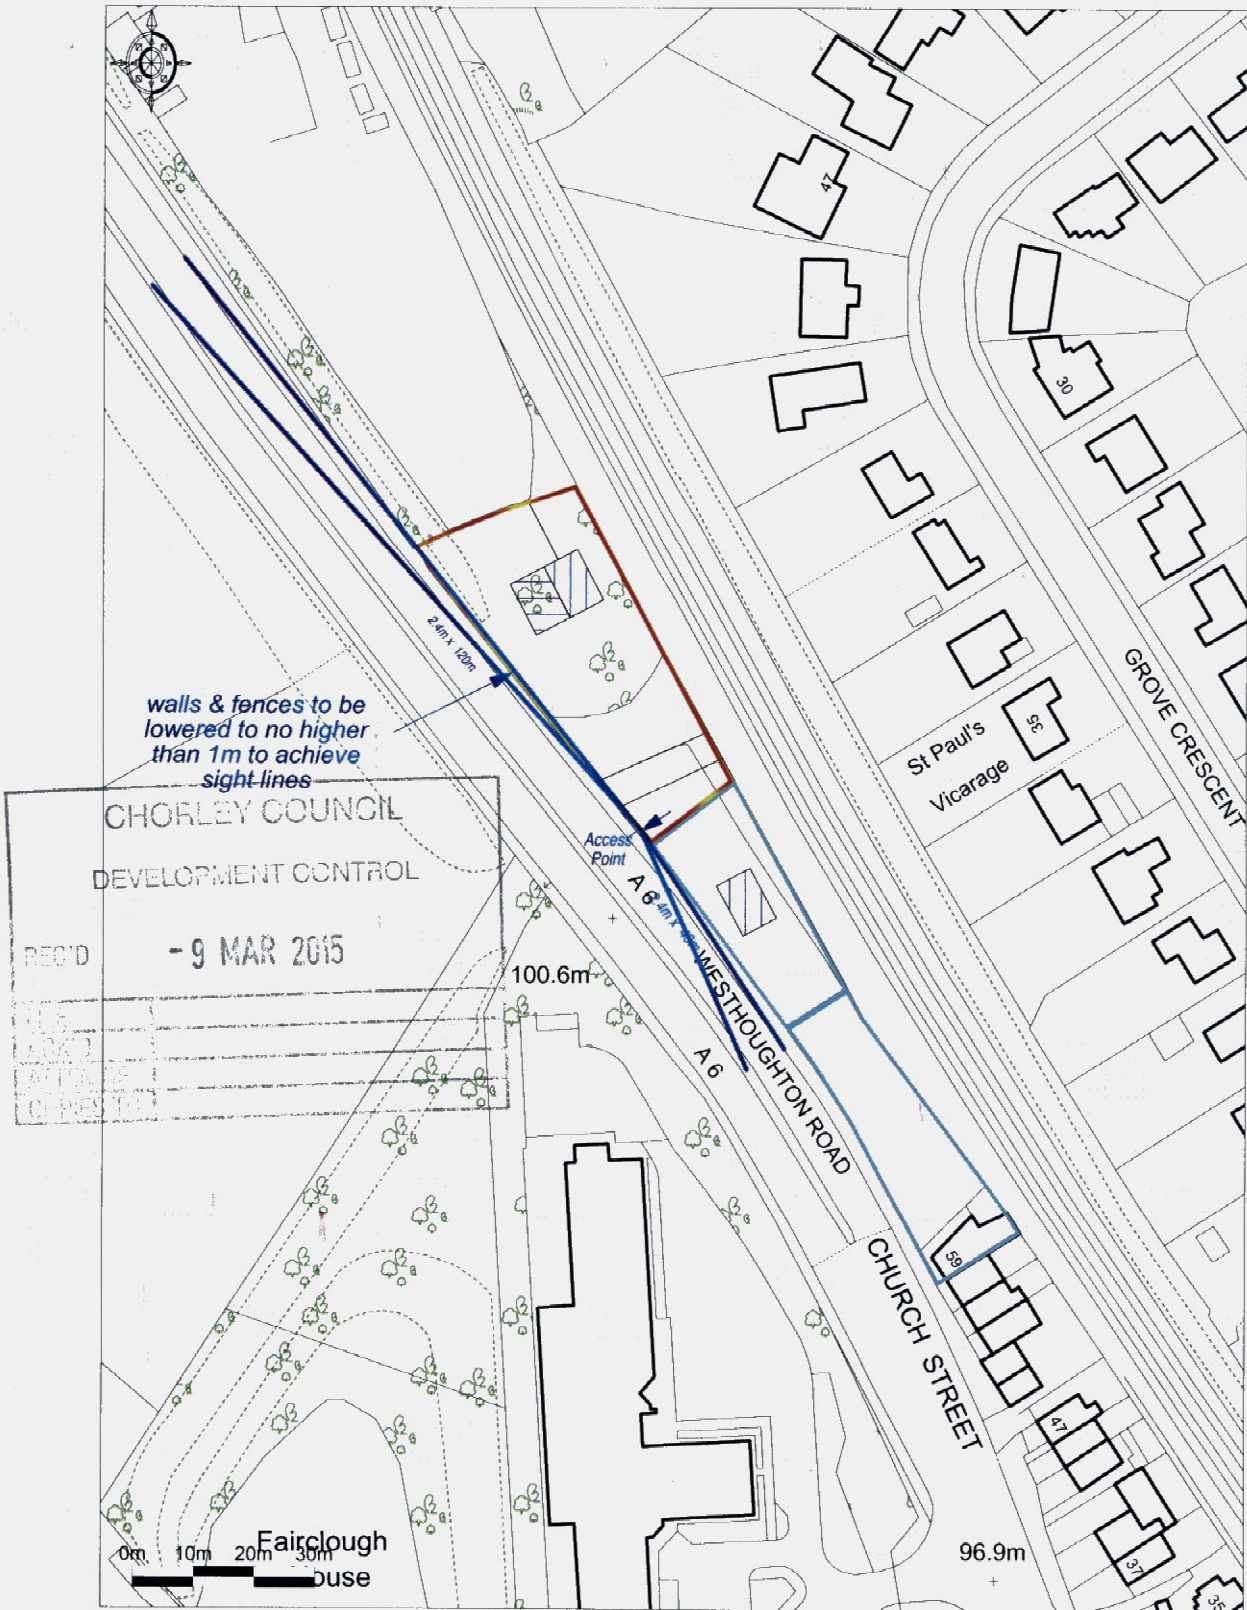 47
30
2.4m x 120m
walls & fences to be
lowered to no higher
than 1m to achieve
sight lines
GROVE CRESCENT
35
St Paul's
Vicarage
CHORLEY COUNCIL
DEVELOPMENT CONTROL
REC'D - 9 MAR 2015
Access
Point
A 6
100.6m
WESTHOUGHTON ROAD
A 6
59
CHURCH STREET
47
37
35
96.9m
Fairclough
ouse
0m 10m 20m 30m